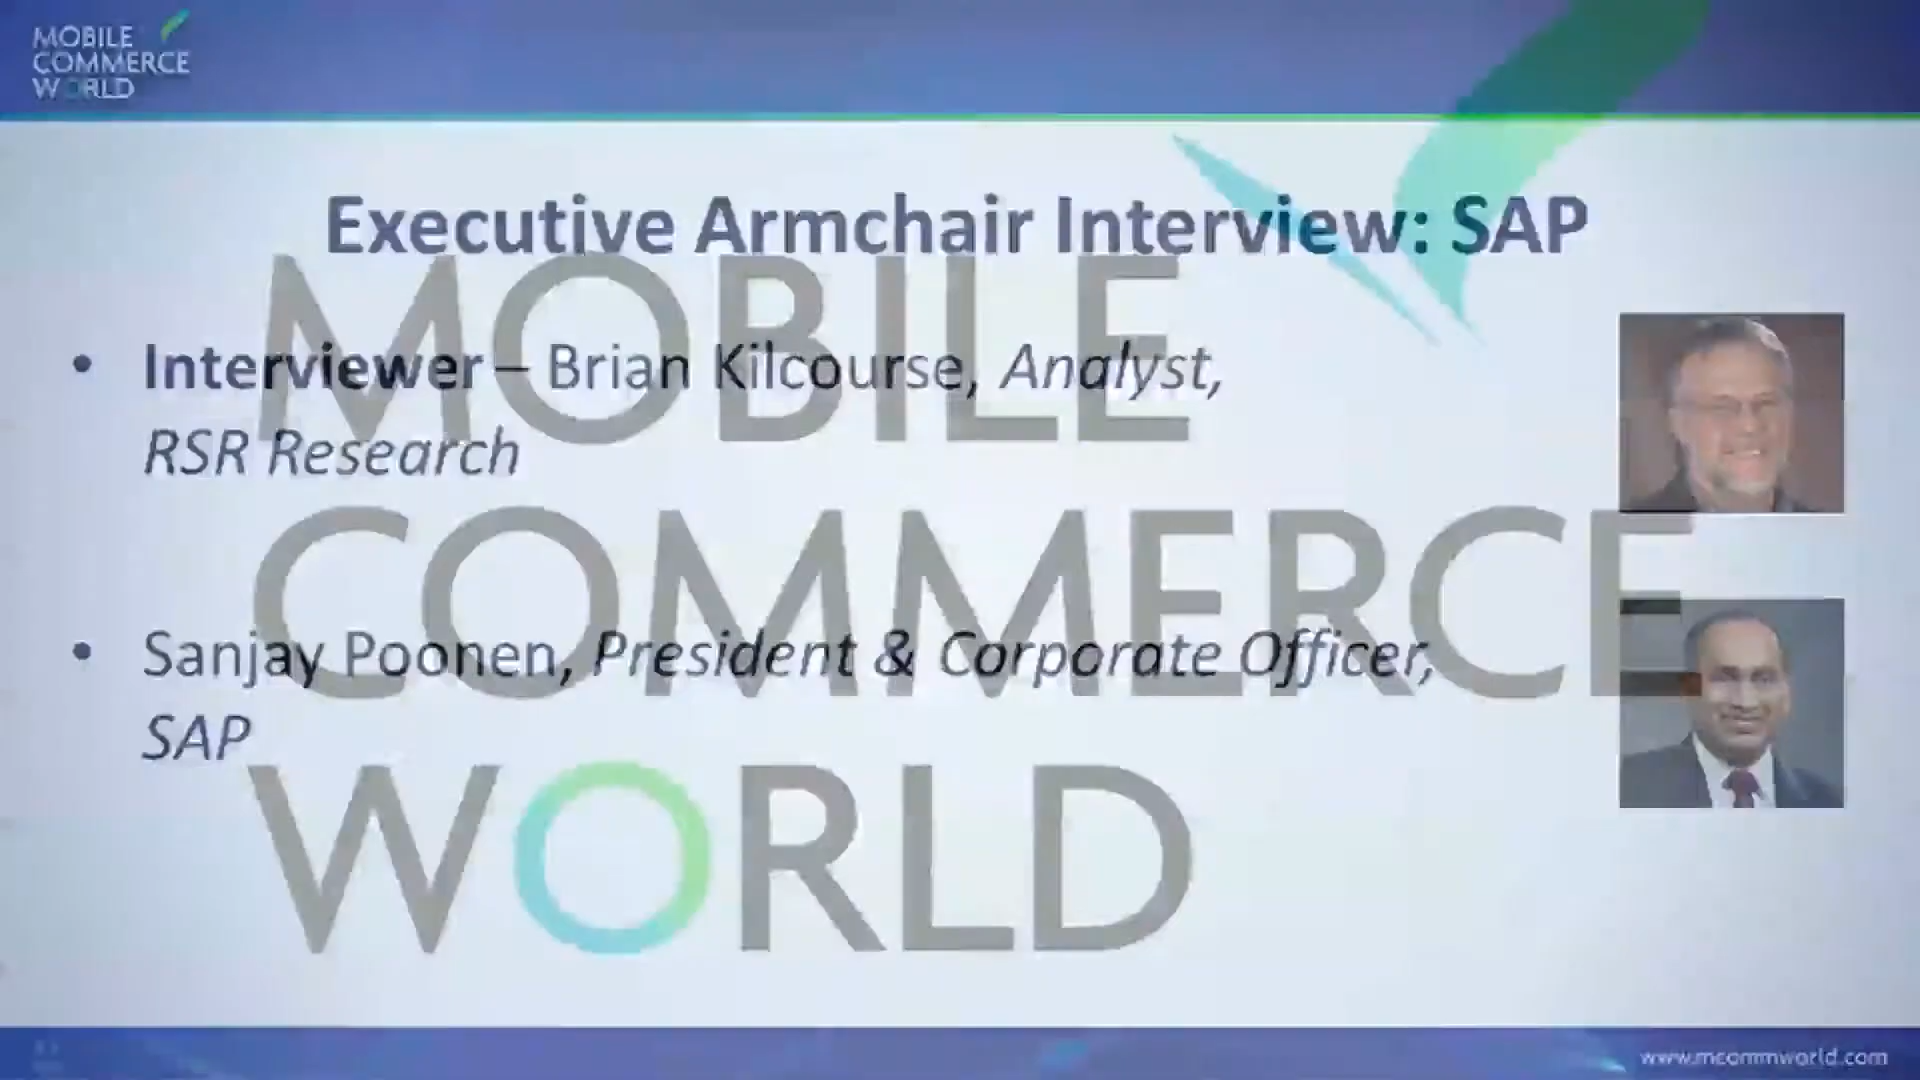 MOBILE
COMMERCE
WORLD
Executive Armchair Interview: SAP
MOBILE
• Interviewer – Brian Kilcourse, Analyst,
RSR Research
COMMERCE
• Sanjay Poonen, President & Corporate Officer,
SAP
WORLD
www.mcommworld.com